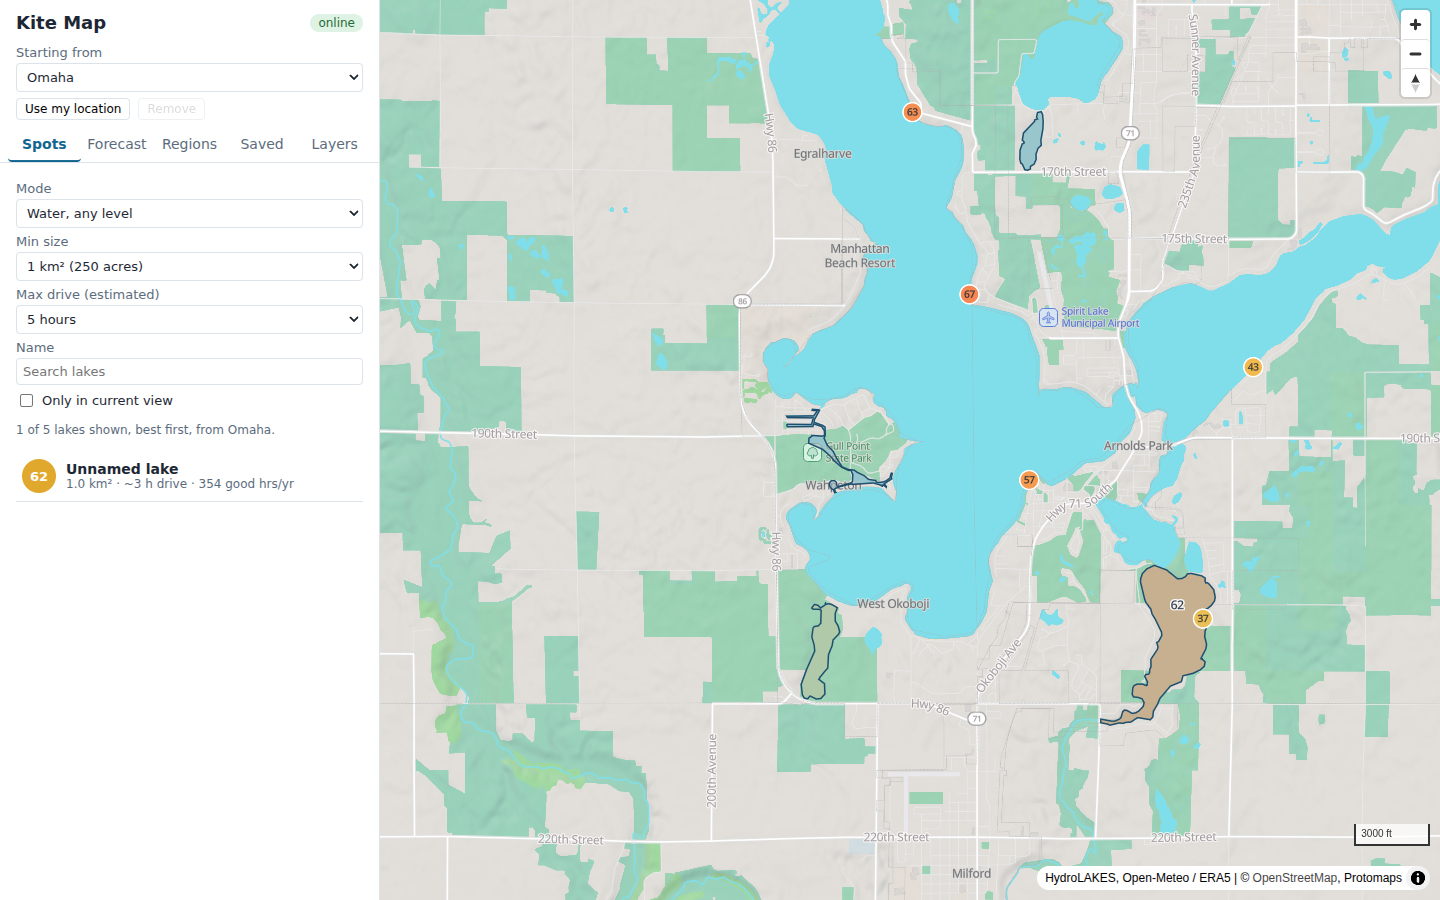 Kite Map
online
Starting from
Omaha
Use my location
Remove
Spots
Forecast
Regions
Saved
Layers
Mode
Water, any level
Min size
1 km² (250 acres)
Max drive (estimated)
5 hours
Name
Search lakes
Only in current view
1 of 5 lakes shown, best first, from Omaha.
62
Unnamed lake
1.0 km² · ~3 h drive · 354 good hrs/yr
Hwy 86
63
Sunner Avenue
71
Egralharve
170th Street
235th Avenue
Manhattan
Beach Resort
175th Street
86
67
Spirit Lake
Municipal Airport
43
190th Street
Gull Point
State Park
Arnolds Park
190th S
Wahpeton
57
Hwy 71 South
Hwy 86
West Okoboji
62
37
Okoboji Ave
Hwy 86
71
200th Avenue
220th Street
220th Street
220th Street
3000 ft
Milford
HydroLAKES, Open-Meteo / ERA5 | © OpenStreetMap, Protomaps